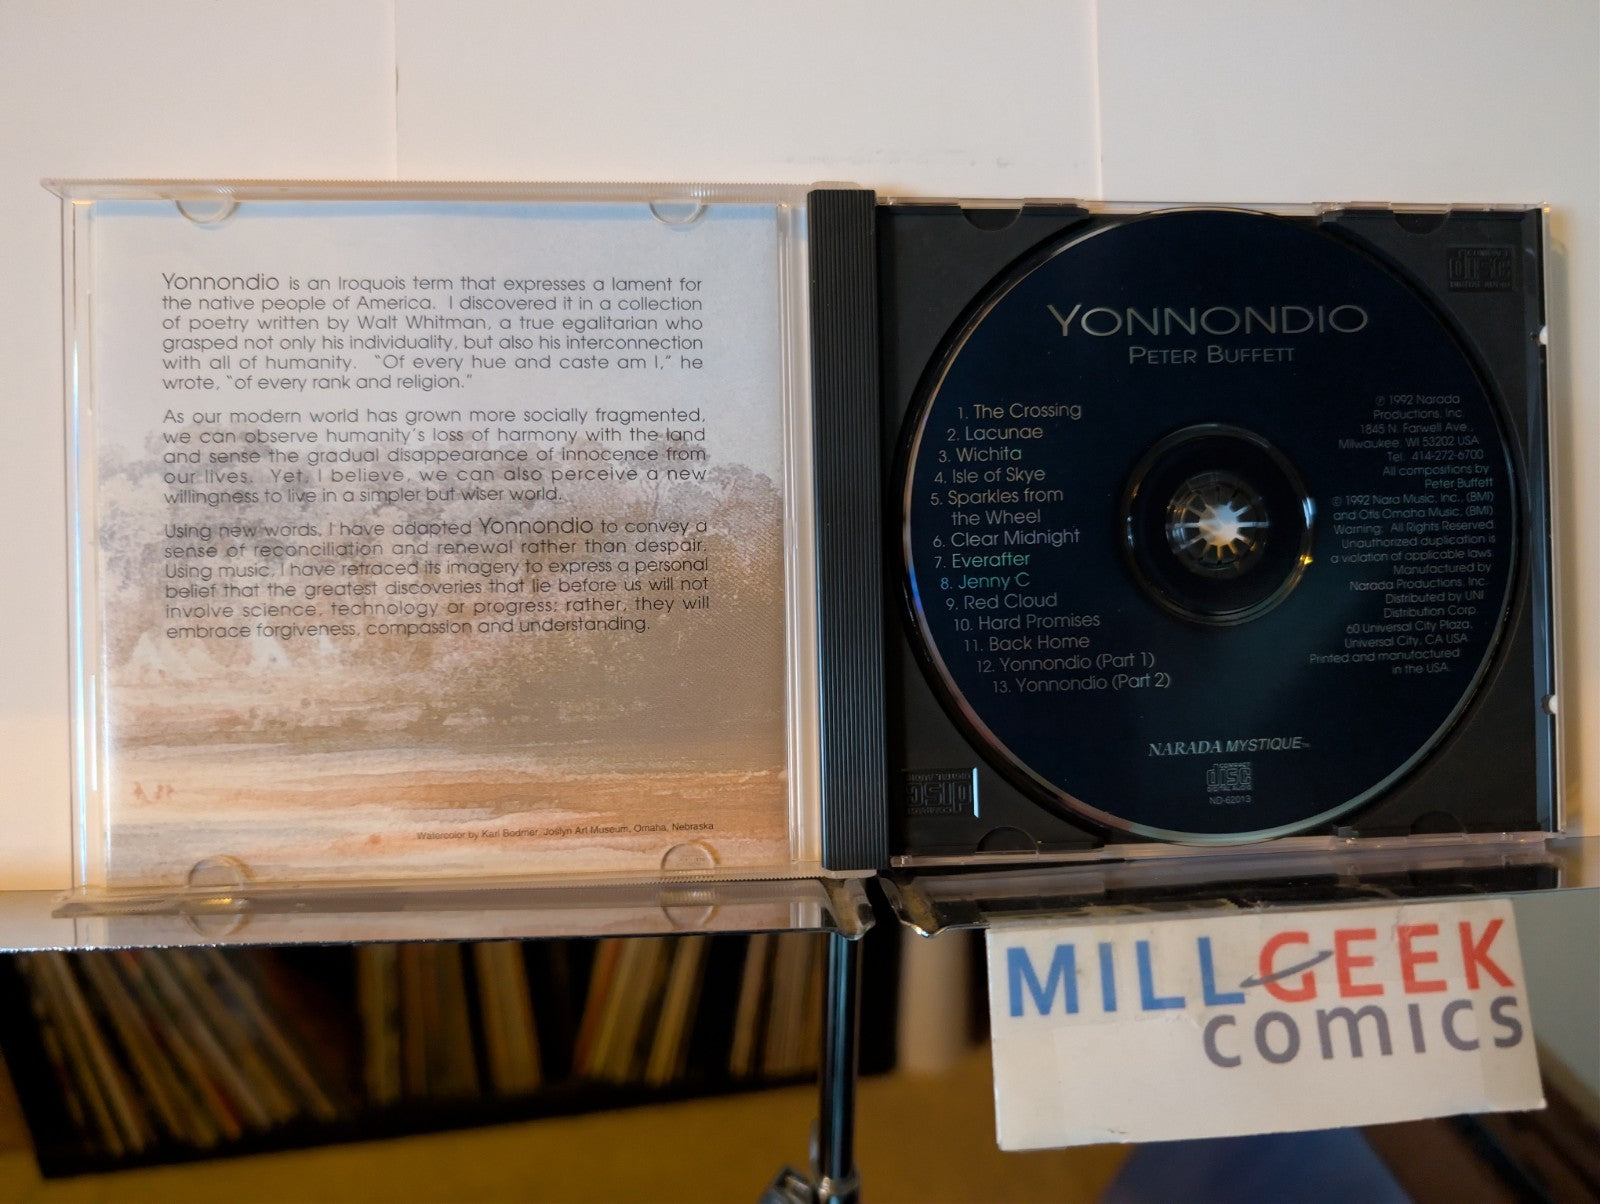 Yonnondio is an Iroquois term that expresses a lament for
the native people of America. I discovered it in a collection
of poetry written by Walt Whitman, a true egalitarian who
grasped not only his individuality, but also his interconnection
with all of humanity. "Of every hue and caste am I," he
wrote, "of every rank and religion."
As our modern world has grown more socially fragmented,
we can observe humanity's loss of harmony with the land
and sense the gradual disappearance of innocence from
our lives. Yet, I believe, we can also perceive a new
willingness to live in a simpler but wiser world.
Using new words, I have adapted Yonnondio to convey a
sense of reconciliation and renewal rather than despair.
Using music, I have retraced its imagery to express a personal
belief that the greatest discoveries that lie before us will not
involve science, technology or progress; rather, they will
embrace forgiveness, compassion and understanding.
Watercolor by Karl Bodmer, Joslyn Art Museum, Omaha, Nebraska
YONNONDIO
PETER BUFFETT
1. The Crossing
2. Lacunae
3. Wichita
4. Isle of Skye
5. Sparkles from
the Wheel
6. Clear Midnight
7. Everafter
8. Jenny C
9. Red Cloud
10. Hard Promises
11. Back Home
12. Yonnondio (Part 1)
13. Yonnondio (Part 2)
℗ 1992 Narada
Productions, Inc.
1845 N. Farwell Ave.,
Milwaukee, WI 53202 USA
Tel. 414-272-6700
All compositions by
Peter Buffett
© 1992 Nara Music, Inc., (BMI)
and Otis Omaha Music, (BMI)
Warning: All Rights Reserved
Unauthorized duplication is
a violation of applicable laws
Manufactured by
Narada Productions, Inc.
Distributed by UNI
Distribution Corp.
60 Universal City Plaza,
Universal City, CA USA
Printed and manufactured
in the USA.
NARADA MYSTIQUE™
COMPACT
disc
DIGITAL AUDIO
ND-62013
COMPACT
disc
DIGITAL AUDIO
COMPACT
disc
DIGITAL AUDIO
MILLGEEK
comics